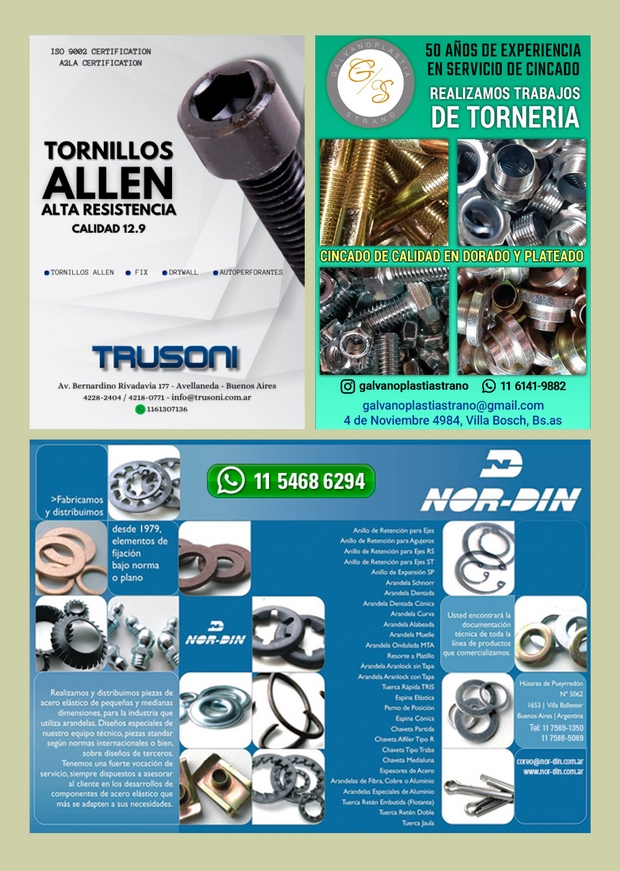 ISO 9002 CERTIFICATION
A2LA CERTIFICATION
TORNILLOS
ALLEN
ALTA RESISTENCIA
CALIDAD 12.9
TORNILLOS ALLEN FIX DRYWALL AUTOPERFORANTES
TRUSONI
Av. Bernardino Rivadavia 177 - Avellaneda - Buenos Aires
4228-2404 / 4218-0771 - info@trusoni.com.ar
1161307136
GALVANOPLASTIA
G/S
STRANO
50 AÑOS DE EXPERIENCIA
EN SERVICIO DE CINCADO
REALIZAMOS TRABAJOS
DE TORNERIA
CINCADO DE CALIDAD EN DORADO Y PLATEADO
galvanoplastiastrano 11 6141-9882
galvanoplastiastrano@gmail.com
4 de Noviembre 4984, Villa Bosch, Bs.as
>Fabricamos
y distribuimos
desde 1979,
elementos de
fijación
bajo norma
o plano
11 5468 6294
NOR-DIN
NOR-DIN
Realizamos y distribuimos piezas de
acero elástico de pequeñas y medianas
dimensiones, para la industria que
utiliza arandelas. Diseños especiales de
nuestro equipo técnico, piezas standar
según normas internacionales o bien,
sobre diseños de terceros.
Tenemos una fuerte vocación de
servicio, siempre dispuestos a asesorar
al cliente en los desarrollos de
componentes de acero elástico que
más se adapten a sus necesidades.
Anillo de Retención para Ejes
Anillo de Retención para Agujeros
Anillo de Retención para Ejes RS
Anillo de Retención para Ejes ST
Anillo de Expansión SP
Arandela Schnorr
Arandela Dentada
Arandela Dentada Cónica
Arandela Curva
Arandela Alabeada
Arandela Muelle
Arandela Ondulada MTA
Resorte a Platillo
Arandela Aranlock sin Tapa
Arandela Aranlock con Tapa
Tuerca Rápida TRIS
Espina Elástica
Perno de Posición
Espina Cónica
Chaveta Partida
Chaveta Alfiler Tipo R
Chaveta Tipo Traba
Chaveta Medialuna
Espesores de Acero
Arandelas de Fibra, Cobre o Aluminio
Arandelas Especiales de Aluminio
Tuerca Retén Embutida (Flotante)
Tuerca Retén Doble
Tuerca Jaula
Usted encontrará la
documentación
técnica de toda la
línea de productos
que comercializamos.
Húsares de Pueyrredón
Nº 5062
1653 | Villa Ballester
Buenos Aires | Argentina
Tel: 11 7569-1350
11 7568-5069
correo@nor-din.com.ar
www.nor-din.com.ar